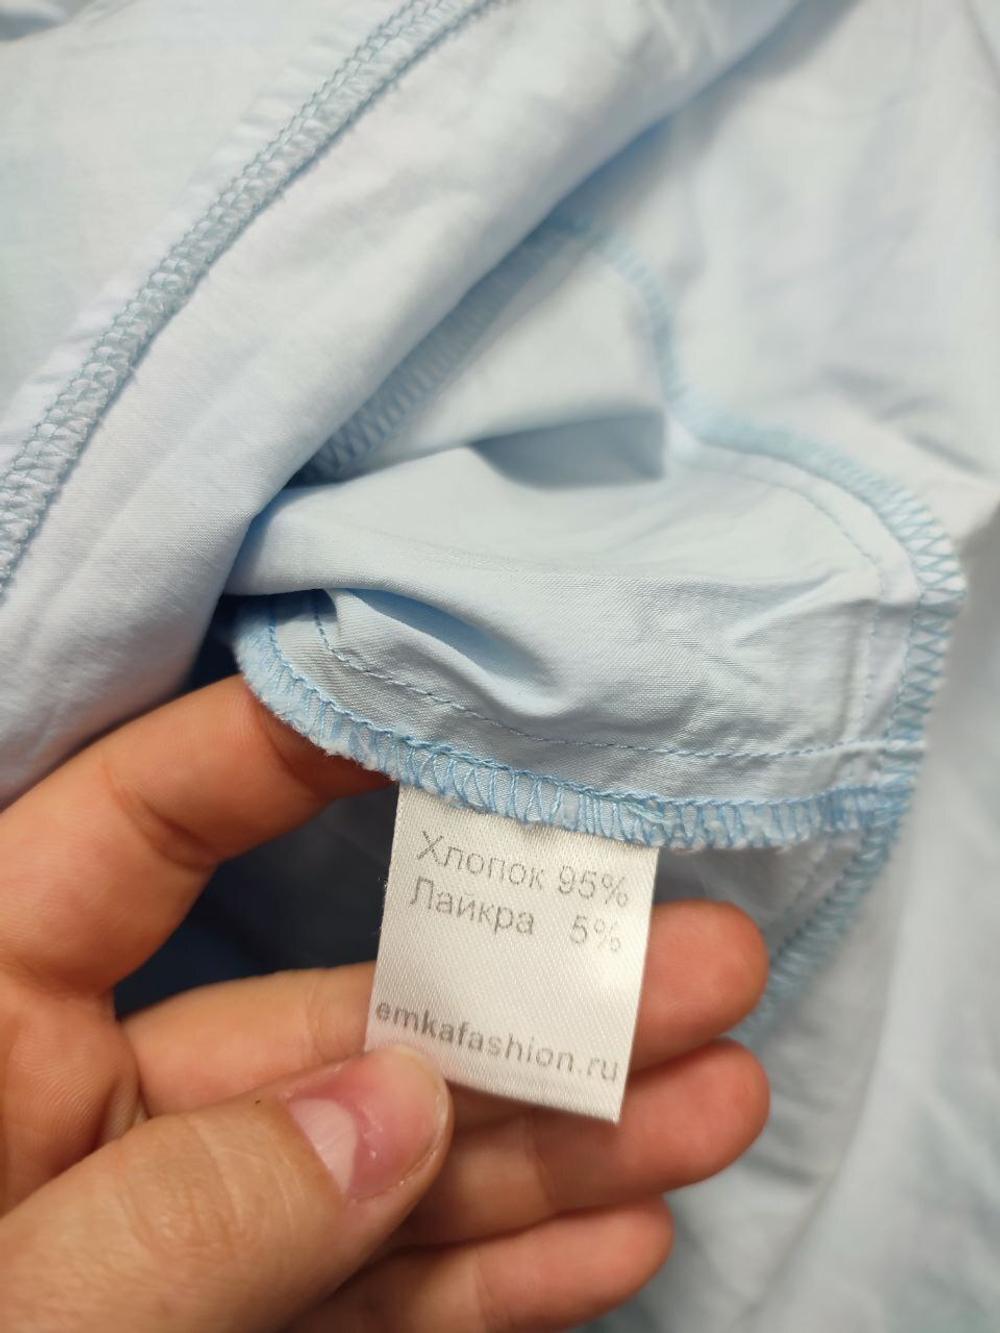 Хлопок 95%
Лайкра 5%
emkafashion.ru